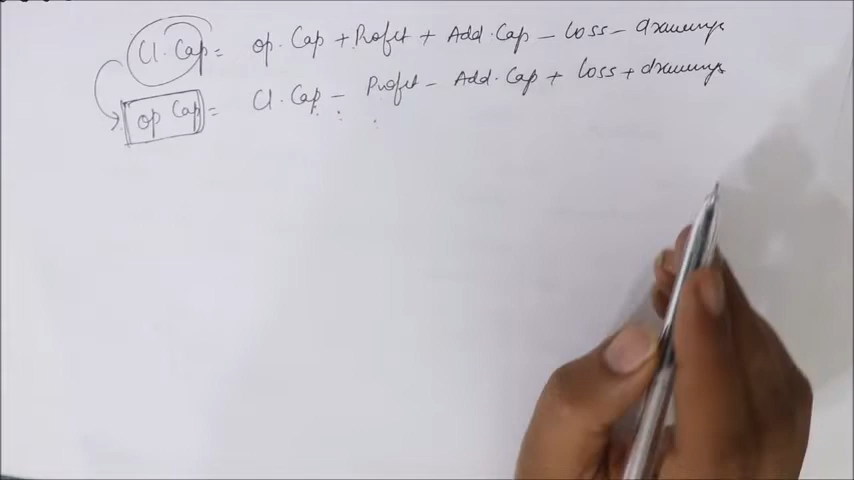 Cl. Cap = op. Cap + Profit + Add. Cap - Loss - drawings
op Cap = Cl. Cap - Profit - Add. Cap + Loss + drawings